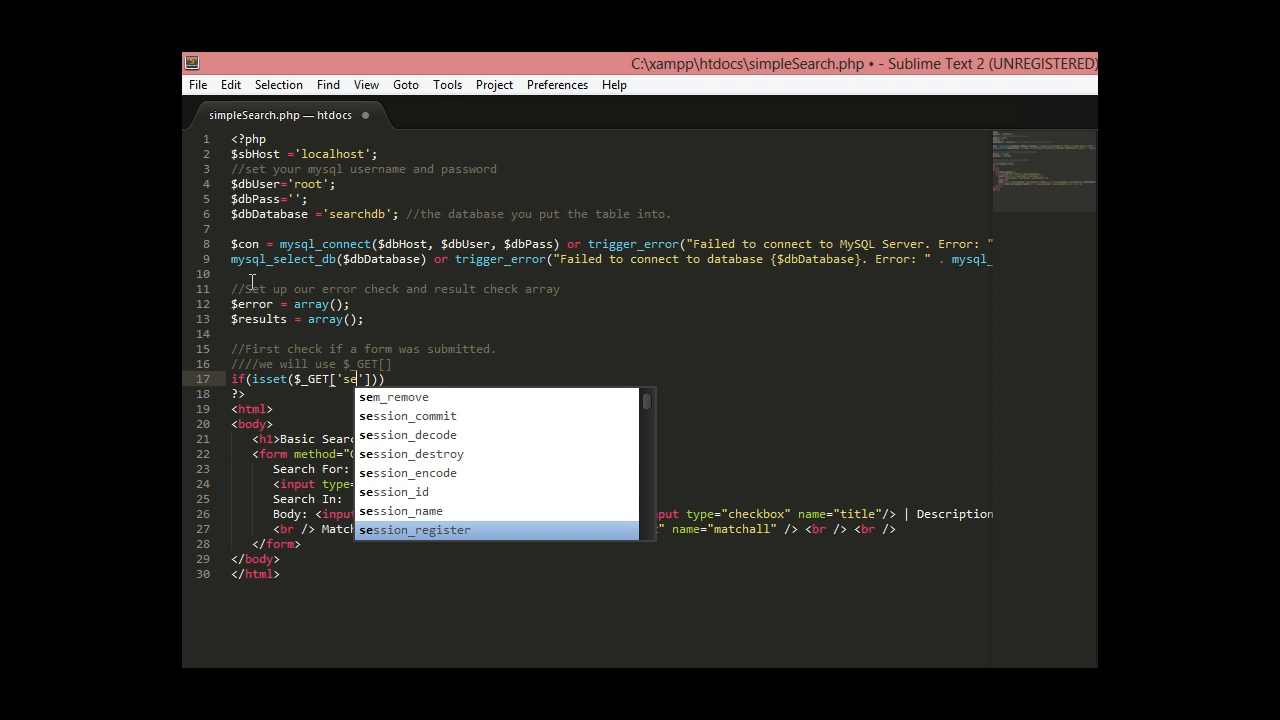 C:\xampp\htdocs\simpleSearch.php • - Sublime Text 2 (UNREGISTERED)
File Edit Selection Find View Goto Tools Project Preferences Help
simpleSearch.php — htdocs
1 <?php
2 $sbHost ='localhost';
3 //set your mysql username and password
4 $dbUser='root';
5 $dbPass='';
6 $dbDatabase ='searchdb'; //the database you put the table into.
7
8 $con = mysql_connect($dbHost, $dbUser, $dbPass) or trigger_error("Failed to connect to MySQL Server. Error: "
9 mysql_select_db($dbDatabase) or trigger_error("Failed to connect to database {$dbDatabase}. Error: " . mysql_
10
11 //Set up our error check and result check array
12 $error = array();
13 $results = array();
14
15 //First check if a form was submitted.
16 ////we will use $_GET[]
17 if(isset($_GET['se']))
18 ?>
19 <html>
20 <body>
21 <h1>Basic Sear
22 <form method="
23 Search For:
24 <input type=
25 Search In:
26 Body: <inpu put type="checkbox" name="title"/> | Description
27 <br /> Matc " name="matchall" /> <br /> <br />
28 </form>
29 </body>
30 </html>
sem_remove
session_commit
session_decode
session_destroy
session_encode
session_id
session_name
session_register